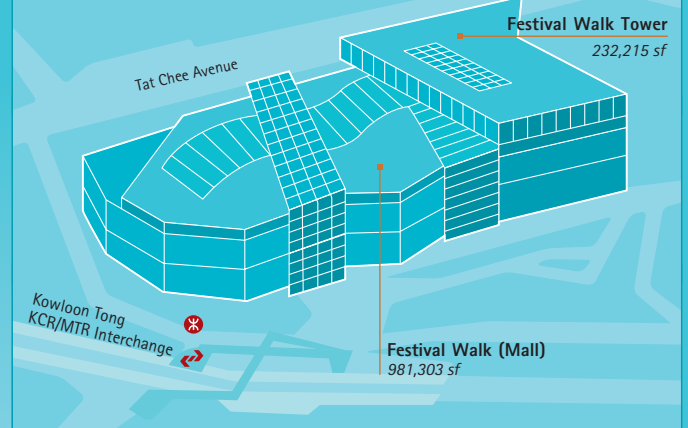 Festival Walk Tower
232,215 sf
Tat Chee Avenue
Kowloon Tong
KCR/MTR Interchange
Festival Walk (Mall)
981,303 sf